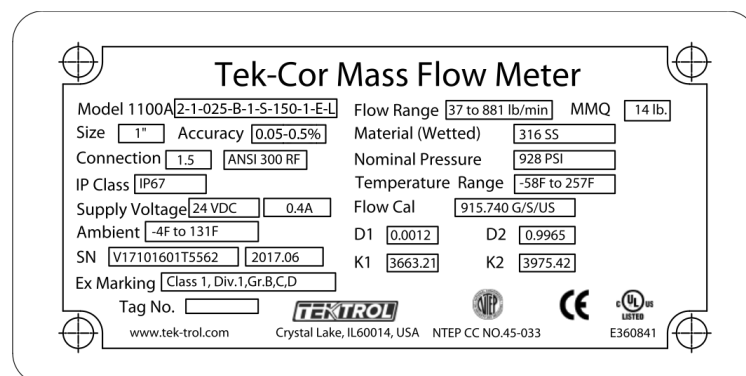 Tek-Cor Mass Flow Meter
Model 1100A 2-1-025-B-1-S-150-1-E-L Flow Range 37 to 881 lb/min MMQ 14 lb.
Size 1" Accuracy 0.05-0.5% Material (Wetted) 316 SS
Connection 1.5 ANSI 300 RF Nominal Pressure 928 PSI
IP Class IP67 Temperature Range -58F to 257F
Supply Voltage 24 VDC 0.4A Flow Cal 915.740 G/S/US
Ambient -4F to 131F D1 0.0012 D2 0.9965
SN V17101601T5562 2017.06 K1 3663.21 K2 3975.42
Ex Marking Class 1, Div.1,Gr.B,C,D
Tag No. TEKTROL NTEP CE c UL us LISTED
www.tek-trol.com Crystal Lake, IL60014, USA NTEP CC NO.45-033 E360841